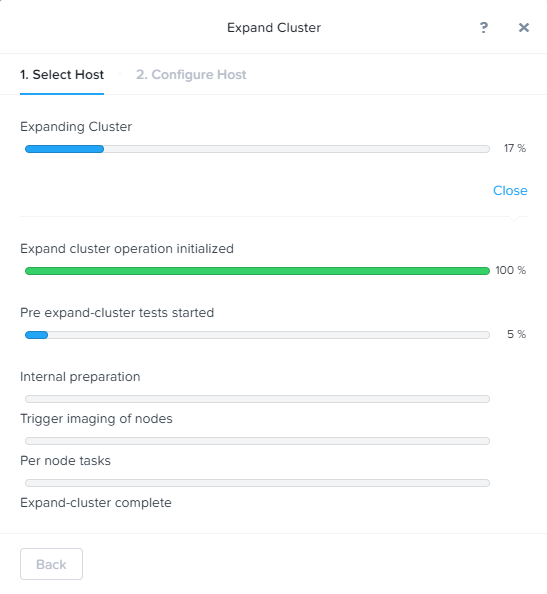 Expand Cluster
?
×
1. Select Host
2. Configure Host
Expanding Cluster
17 %
Close
Expand cluster operation initialized
100 %
Pre expand-cluster tests started
5 %
Internal preparation
Trigger imaging of nodes
Per node tasks
Expand-cluster complete
Back